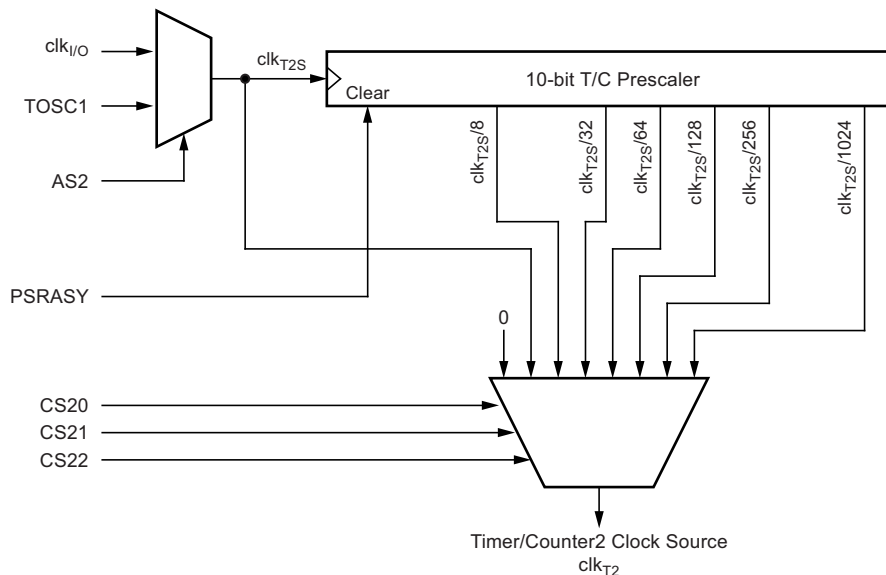 clkI/O
clkT2S
10-bit T/C Prescaler
TOSC1
Clear
clkT2S/8
clkT2S/32
clkT2S/64
clkT2S/128
clkT2S/256
clkT2S/1024
AS2
PSRASY
0
CS20
CS21
CS22
Timer/Counter2 Clock Source
clkT2